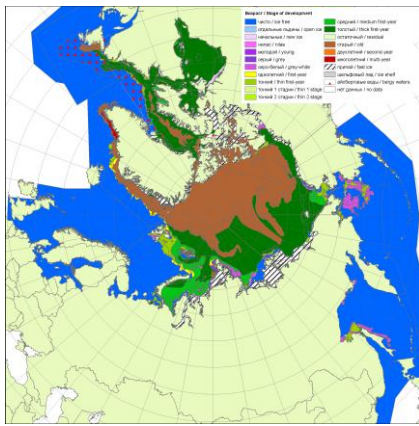 Возраст / Stage of development
чисто / ice free
отдельные льдины / open ice
начальных / new ice
нилас / nilas
молодой / young
серый / grey
серо-белый / grey-white
однолетний / first-year
тонкий / thin first-year
тонкий 1 стадии / thin 1 stage
тонкий 2 стадии / thin 2 stage
средний / medium first-year
толстый / thick first-year
остаточный / residual
старый / old
двухлетний / second-year
многолетний / multi-year
припай / fast ice
шельфовый лед / ice shelf
айсберговые воды / bergy waters
нет данных / no data